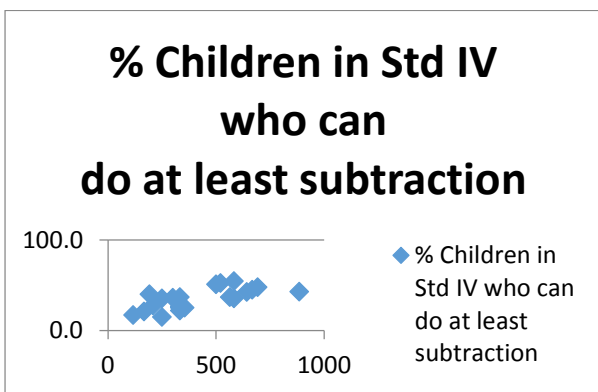 % Children in Std IV
who can
do at least subtraction
100.0
0.0
0
500
1000
% Children in
Std IV who can
do at least
subtraction